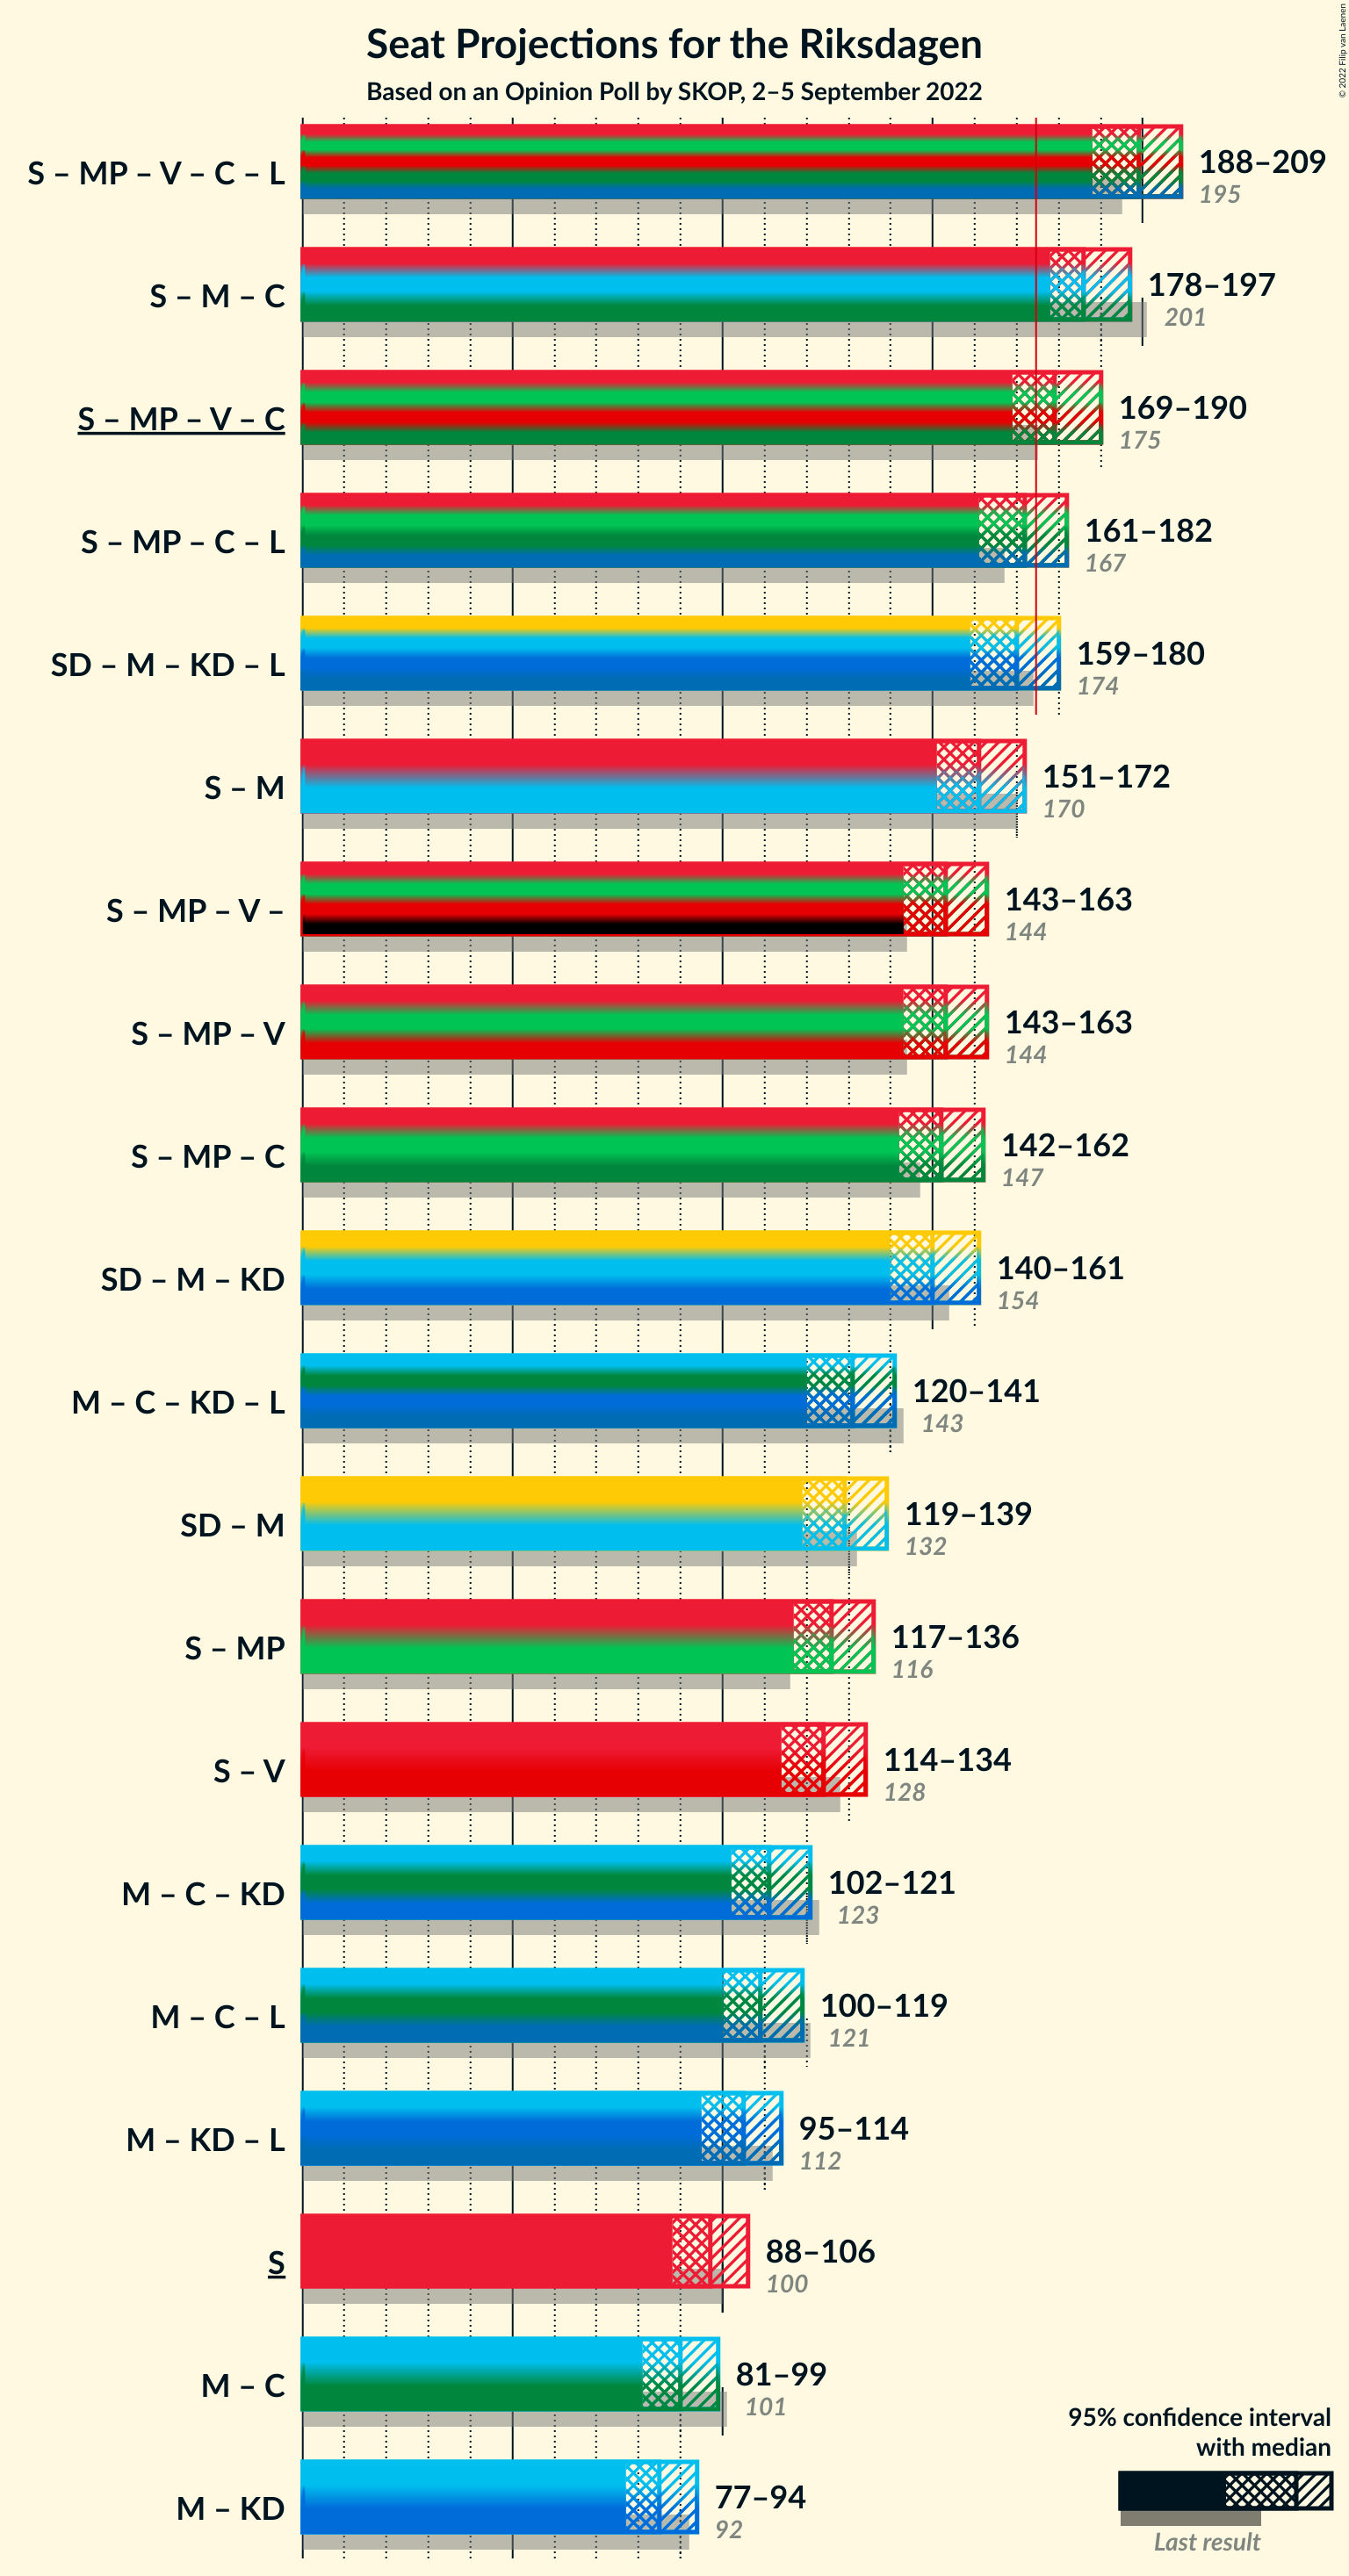 Seat Projections for the Riksdagen
Based on an Opinion Poll by SKOP, 2–5 September 2022
© 2022 Filip van Laenen
S – MP – V – C – L
188–209
195
S – M – C
178–197
201
S – MP – V – C
169–190
175
S – MP – C – L
161–182
167
SD – M – KD – L
159–180
174
S – M
151–172
170
S – MP – V –
143–163
144
S – MP – V
143–163
144
S – MP – C
142–162
147
SD – M – KD
140–161
154
M – C – KD – L
120–141
143
SD – M
119–139
132
S – MP
117–136
116
S – V
114–134
128
M – C – KD
102–121
123
M – C – L
100–119
121
M – KD – L
95–114
112
S
88–106
100
M – C
81–99
101
M – KD
77–94
92
95% confidence interval
with median
Last result